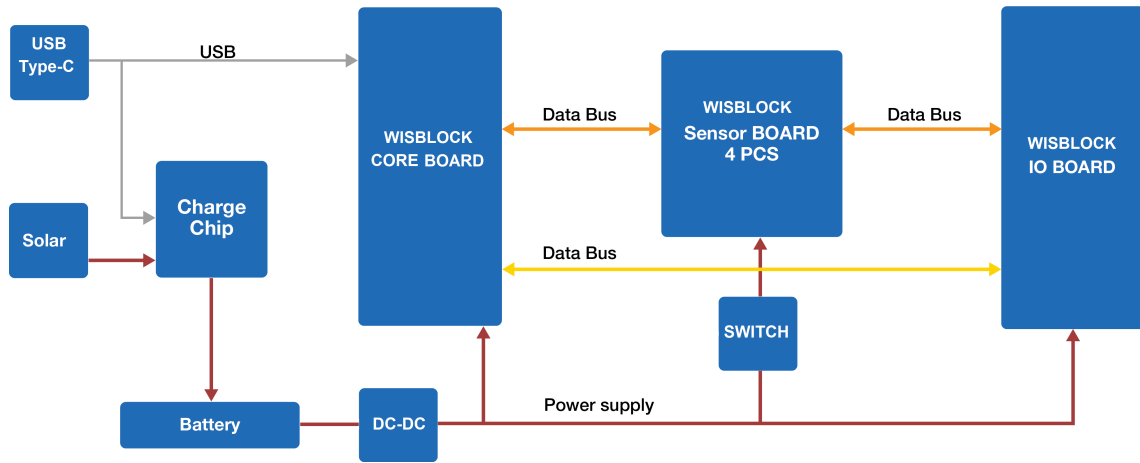 USB
Type-C
USB
WISBLOCK
CORE BOARD
Data Bus
WISBLOCK
Sensor BOARD
4 PCS
Data Bus
WISBLOCK
IO BOARD
Charge
Chip
Solar
Data Bus
SWITCH
Battery
DC-DC
Power supply